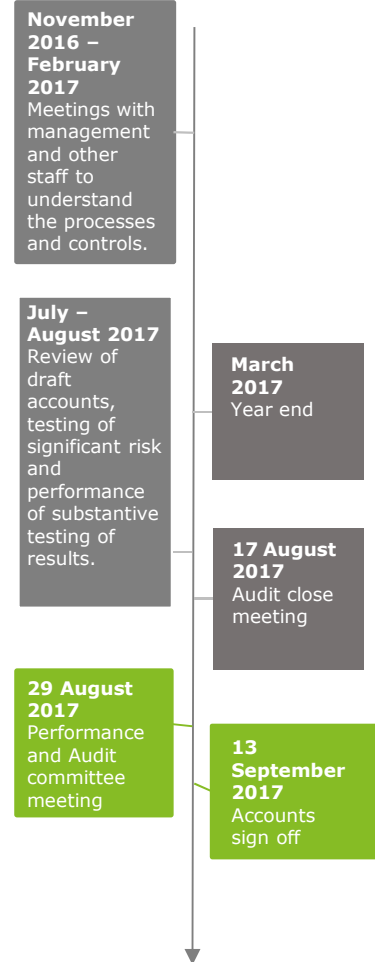 November
2016 –
February
2017
Meetings with
management
and other
staff to
understand
the processes
and controls.
July –
August 2017
Review of
draft
accounts,
testing of
significant risk
and
performance
of substantive
testing of
results.
March
2017
Year end
17 August
2017
Audit close
meeting
29 August
2017
Performance
and Audit
committee
meeting
13
September
2017
Accounts
sign off